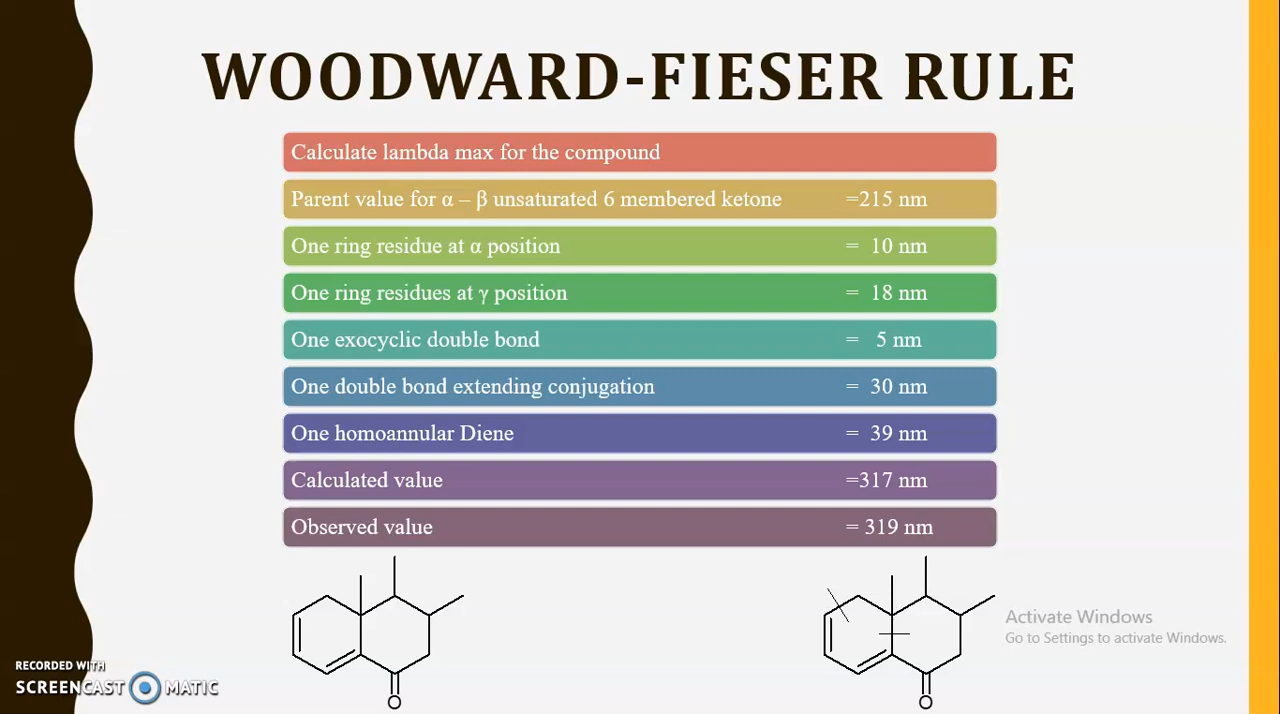 WOODWARD-FIESER RULE
Calculate lambda max for the compound
Parent value for α – β unsaturated 6 membered ketone =215 nm
One ring residue at α position = 10 nm
One ring residues at γ position = 18 nm
One exocyclic double bond = 5 nm
One double bond extending conjugation = 30 nm
One homoannular Diene = 39 nm
Calculated value =317 nm
Observed value = 319 nm
O
O
Activate Windows
Go to Settings to activate Windows.
RECORDED WITH
SCREENCAST MATIC